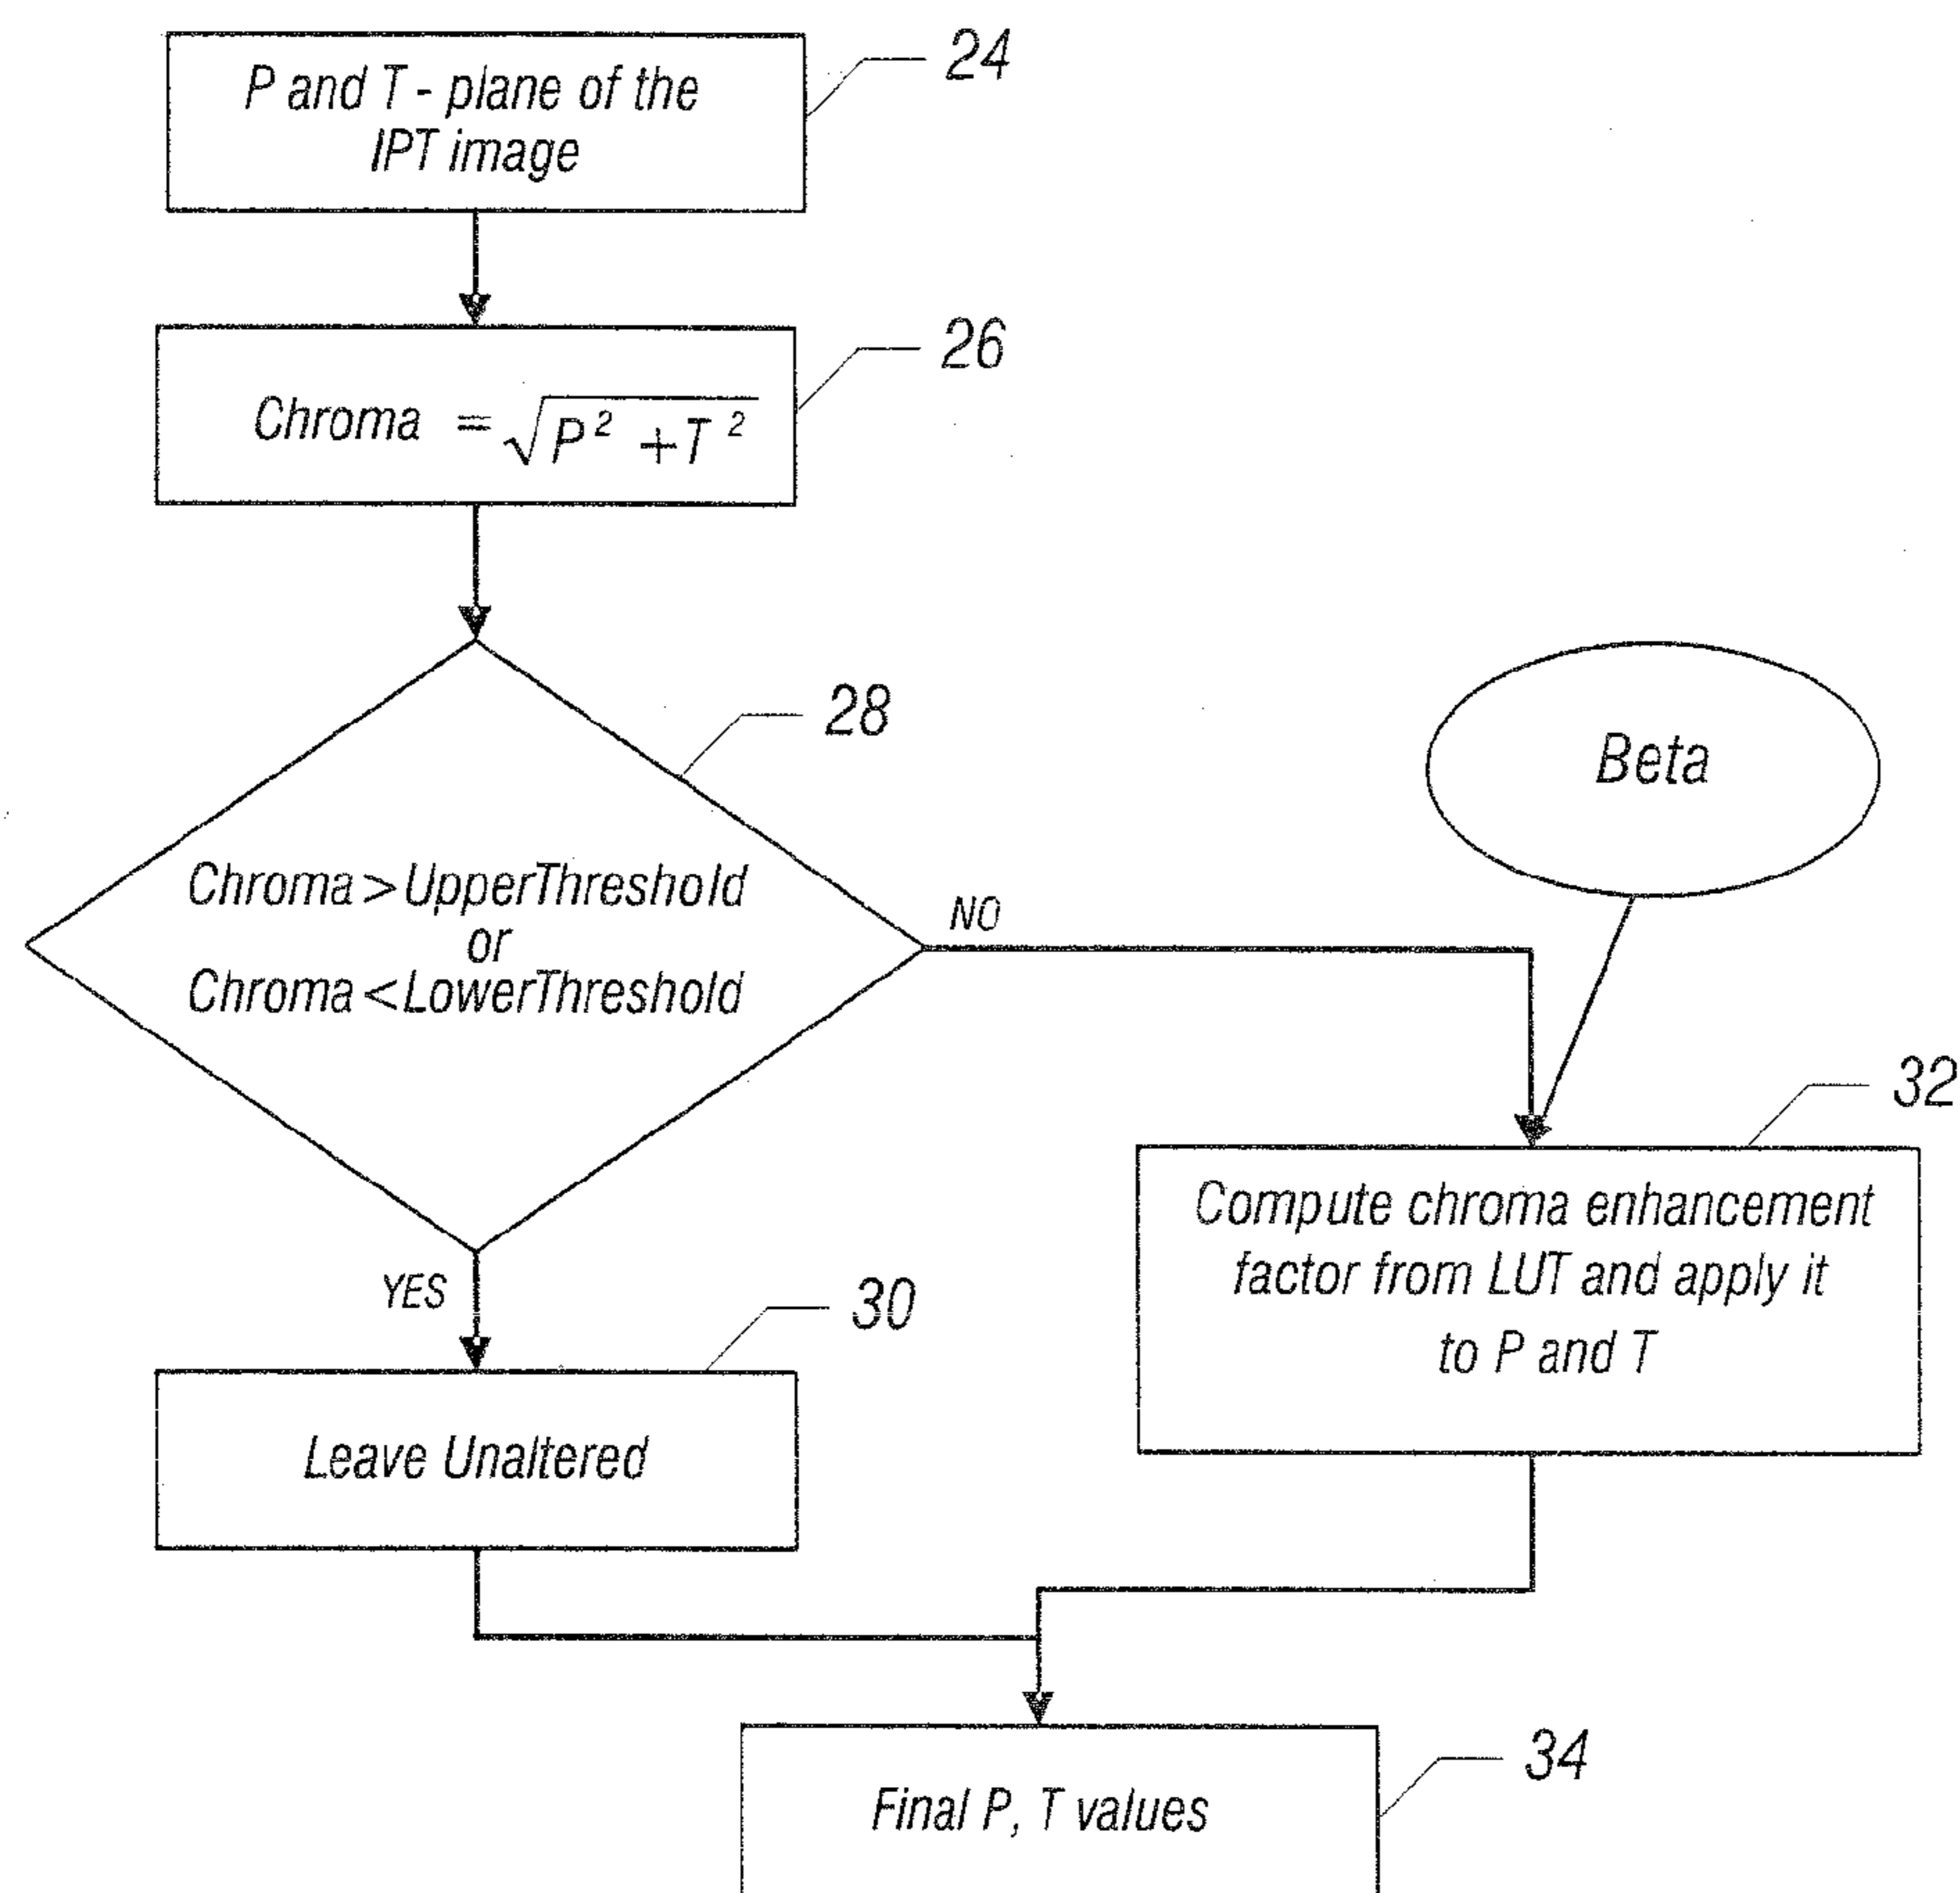 P and T - plane of the
IPT image
24
Chroma = √P² + T²
26
28
Chroma > UpperThreshold
or
Chroma < LowerThreshold
NO
Beta
YES
30
Leave Unaltered
32
Compute chroma enhancement
factor from LUT and apply it
to P and T
34
Final P, T values